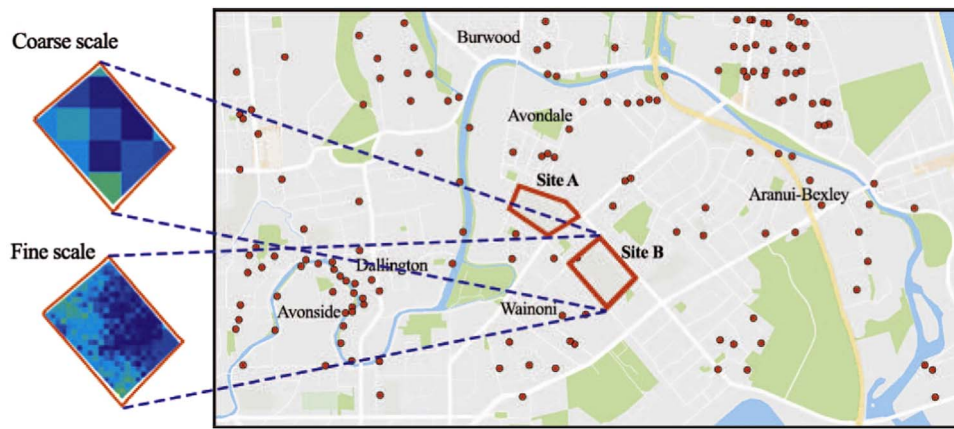 Coarse scale
Burwood
Avondale
Site A
Aranui-Bexley
Fine scale
Site B
Dallington
Avonside
Wainoni